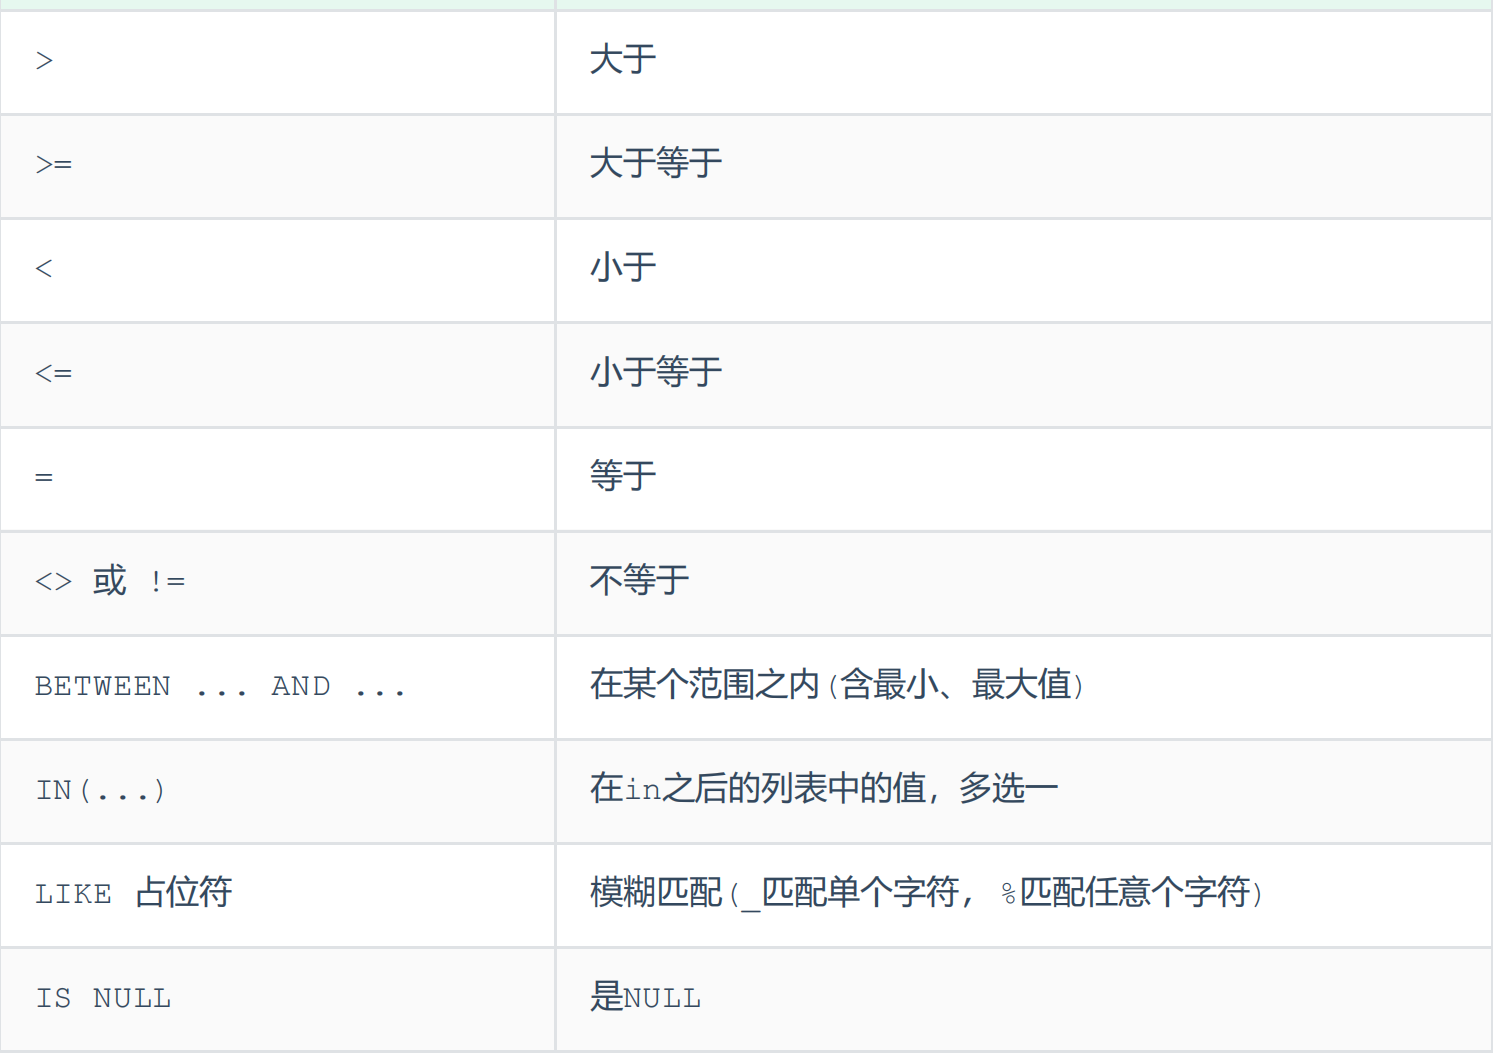 > 大于
>= 大于等于
< 小于
<= 小于等于
= 等于
<> 或 != 不等于
BETWEEN ... AND ... 在某个范围之内(含最小、最大值)
IN(...) 在in之后的列表中的值，多选一
LIKE 占位符 模糊匹配(_匹配单个字符, %匹配任意个字符)
IS NULL 是NULL